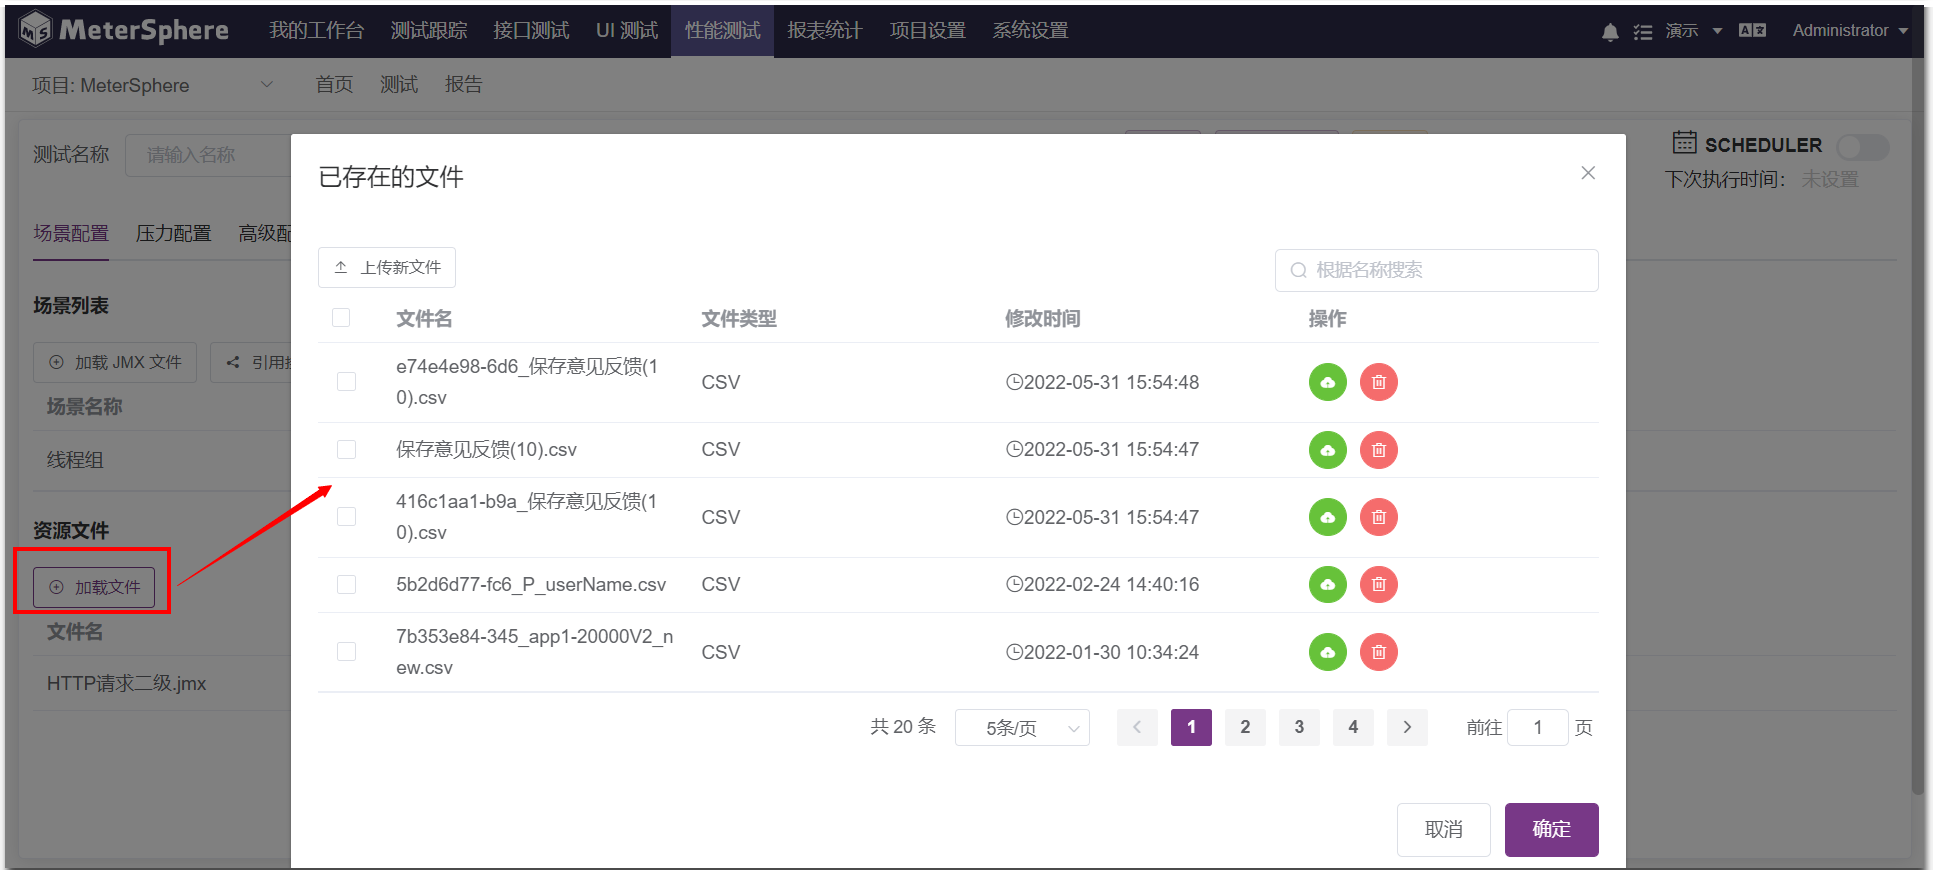 MeterSphere 我的工作台 测试跟踪 接口测试 UI 测试 性能测试 报表统计 项目设置 系统设置 演示 Administrator
项目: MeterSphere 首页 测试 报告
测试名称 请输入名称
SCHEDULER
下次执行时间： 未设置
场景配置 压力配置 高级配
场景列表
加载 JMX 文件 引用
场景名称
线程组
资源文件
加载文件
文件名
HTTP请求二级.jmx
已存在的文件
上传新文件
根据名称搜索
文件名 文件类型 修改时间 操作
e74e4e98-6d6_保存意见反馈(1
0).csv
CSV 2022-05-31 15:54:48
保存意见反馈(10).csv CSV 2022-05-31 15:54:47
416c1aa1-b9a_保存意见反馈(1
0).csv
CSV 2022-05-31 15:54:47
5b2d6d77-fc6_P_userName.csv CSV 2022-02-24 14:40:16
7b353e84-345_app1-20000V2_n
ew.csv
CSV 2022-01-30 10:34:24
共 20 条 5条/页 1 2 3 4 前往 1 页
取消 确定